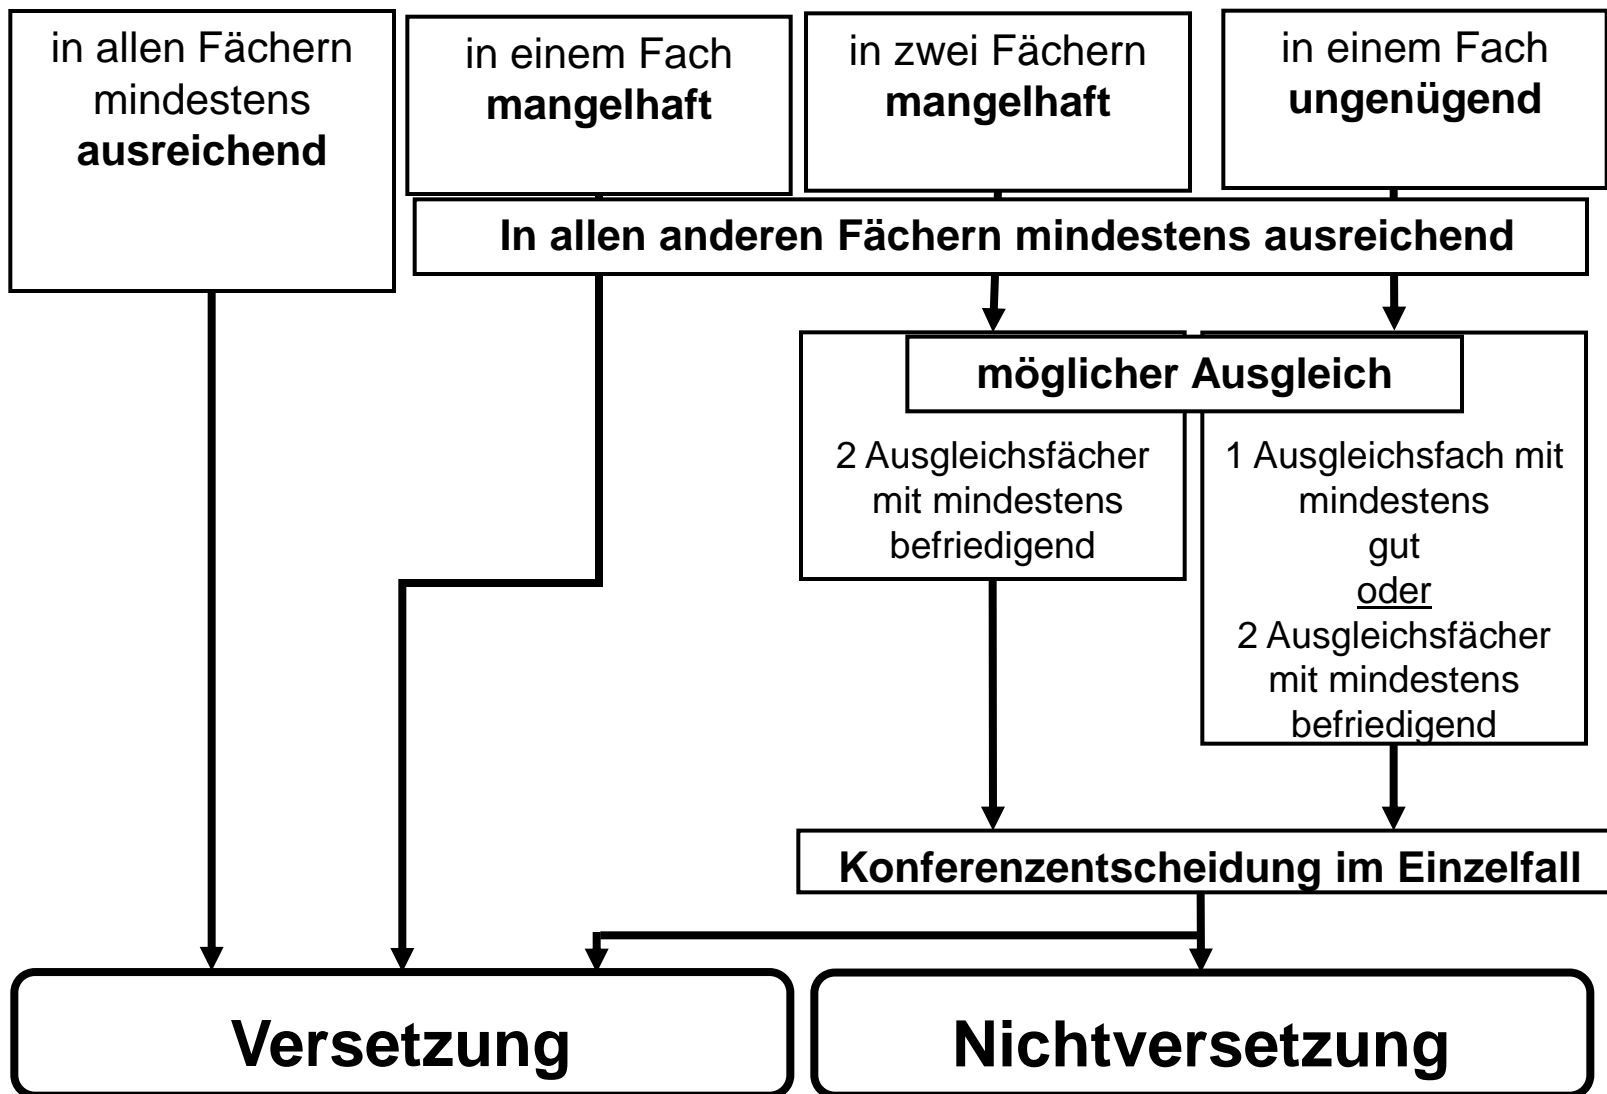 in allen Fächern
mindestens
ausreichend
in einem Fach
mangelhaft
in zwei Fächern
mangelhaft
in einem Fach
ungenügend
In allen anderen Fächern mindestens ausreichend
möglicher Ausgleich
2 Ausgleichsfächer
mit mindestens
befriedigend
1 Ausgleichsfach mit
mindestens
gut
oder
2 Ausgleichsfächer
mit mindestens
befriedigend
Konferenzentscheidung im Einzelfall
Versetzung
Nichtversetzung